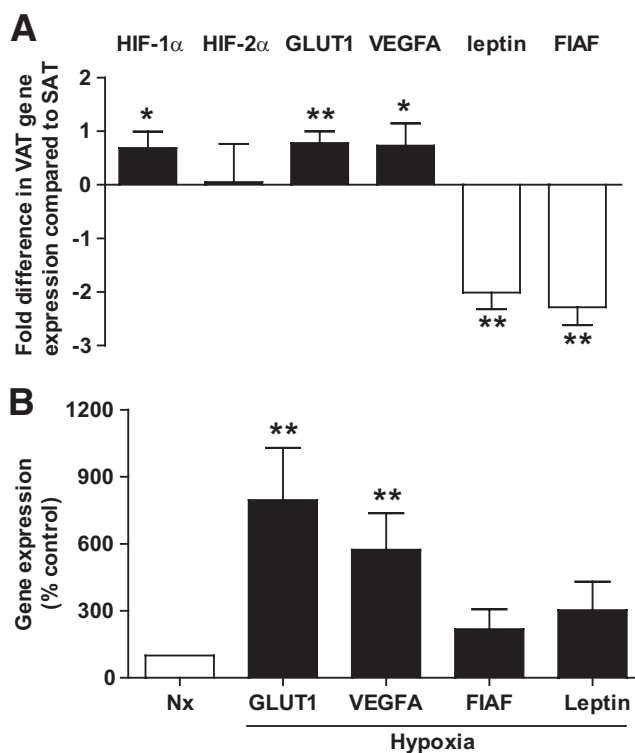 A
HIF-1α HIF-2α GLUT1 VEGFA leptin FIAF
Fold difference in VAT gene
expression compared to SAT
2
1
0
-1
-2
-3
* ** *
** **
B
Gene expression
(% control)
1200
900
600
300
0
** **
Nx GLUT1 VEGFA FIAF Leptin
Hypoxia